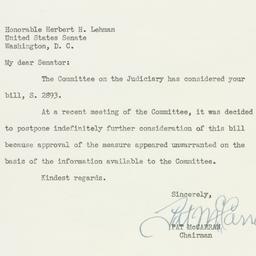 Honorable Herbert H. Lehman
United States Senate
Washington, D. C.
My dear Senator:
The Committee on the Judiciary has considered your
bill, S. 2893.
At a recent meeting of the Committee, it was decided
to postpone indefinitely further consideration of this bill
because approval of the measure appeared unwarranted on the
basis of the information available to the Committee.
Kindest regards.
Sincerely,
Pat McCarran
PAT McCARRAN
Chairman